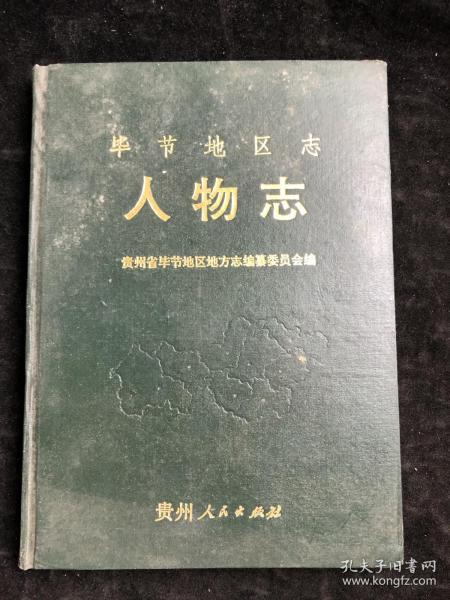 毕节地区志
人物志
贵州省毕节地区地方志编纂委员会编
贵州人民出版社
孔夫子旧书网
www.kongfz.com